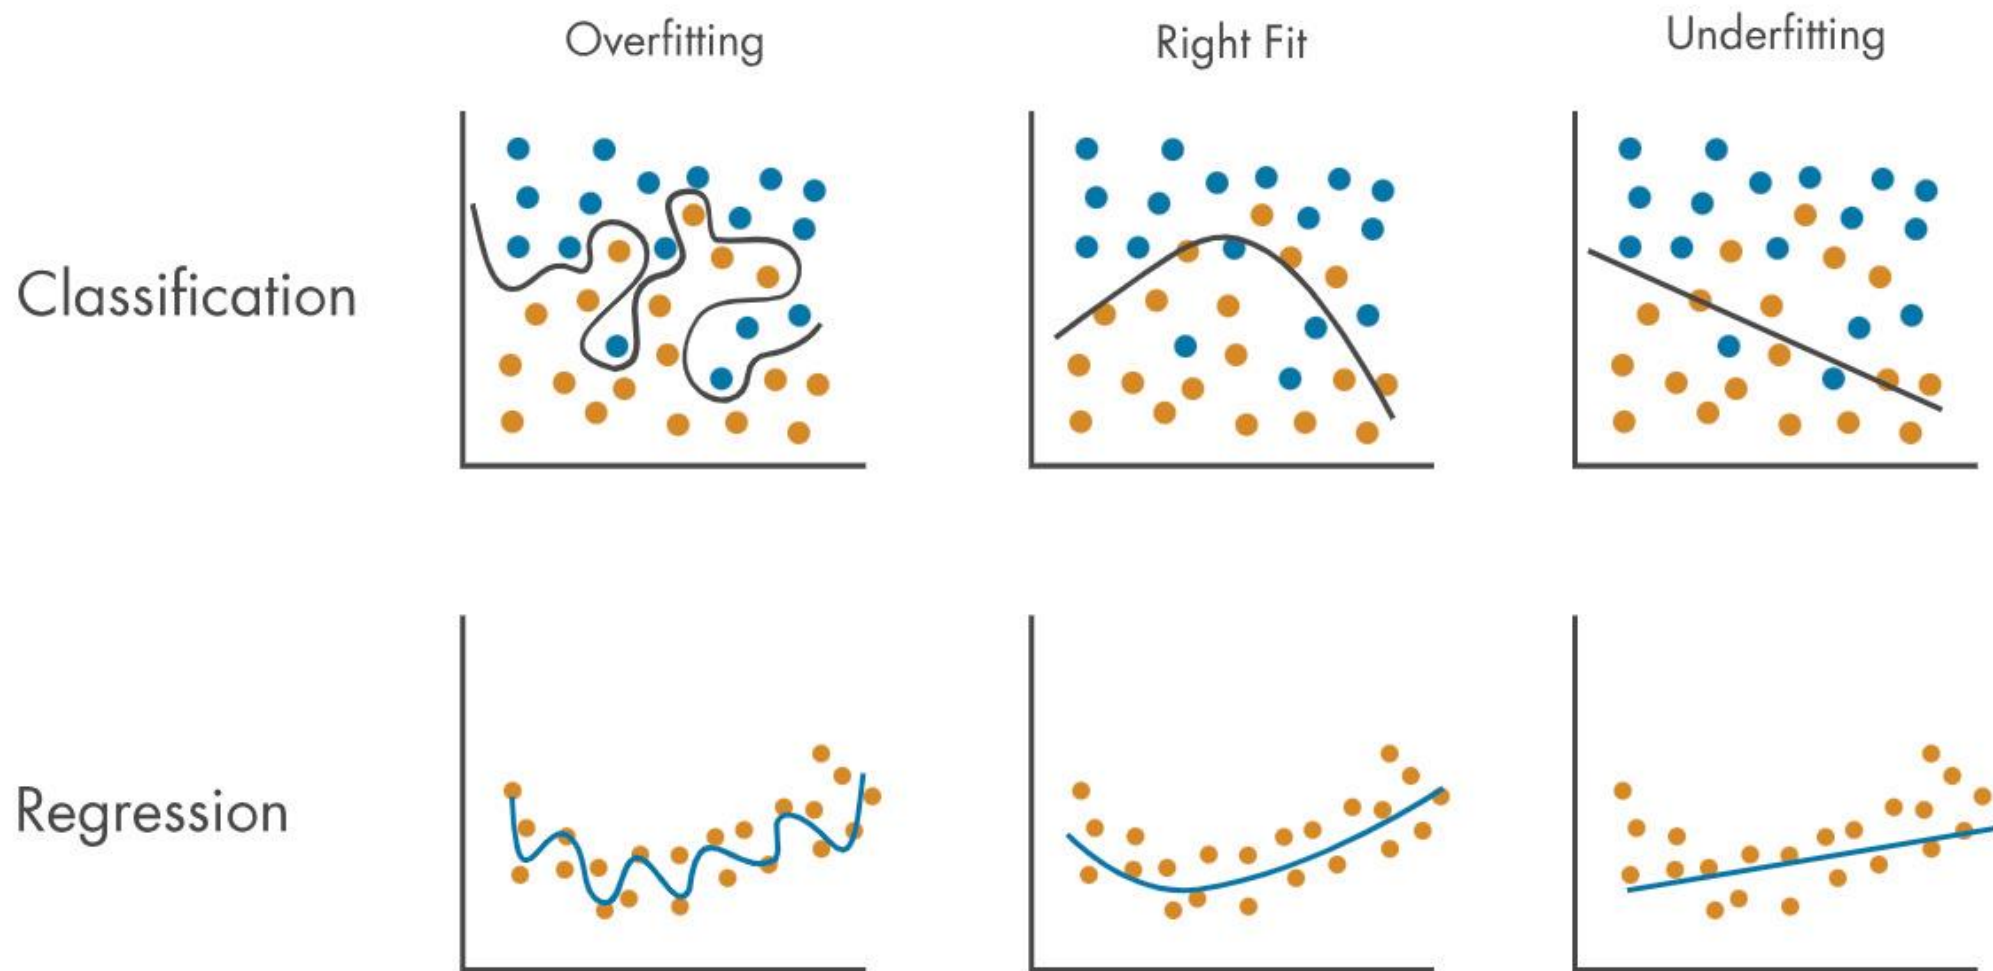 Overfitting
Right Fit
Underfitting
Classification
Regression